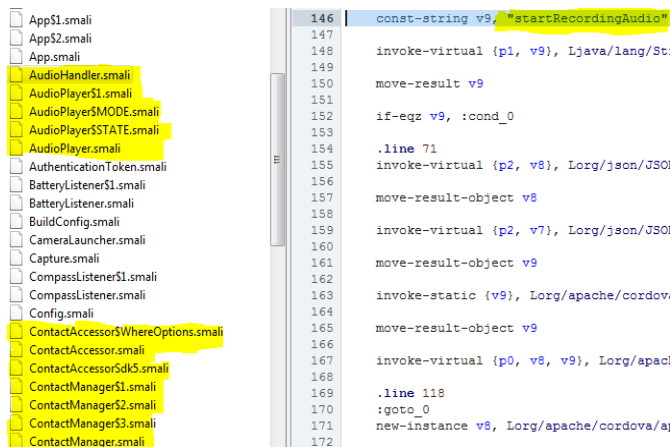 App$1.smali
App$2.smali
App.smali
AudioHandler.smali
AudioPlayer$1.smali
AudioPlayer$MODE.smali
AudioPlayer$STATE.smali
AudioPlayer.smali
AuthenticationToken.smali
BatteryListener$1.smali
BatteryListener.smali
BuildConfig.smali
CameraLauncher.smali
Capture.smali
CompassListener$1.smali
CompassListener.smali
Config.smali
ContactAccessor$WhereOptions.smali
ContactAccessor.smali
ContactAccessorSdk5.smali
ContactManager$1.smali
ContactManager$2.smali
ContactManager$3.smali
ContactManager.smali
146 const-string v9, "startRecordingAudio"
147
148 invoke-virtual {p1, v9}, Ljava/lang/Sti
149
150 move-result v9
151
152 if-eqz v9, :cond_0
153
154 .line 71
155 invoke-virtual {p2, v8}, Lorg/json/JSO
156
157 move-result-object v8
158
159 invoke-virtual {p2, v7}, Lorg/json/JSO
160
161 move-result-object v9
162
163 invoke-static {v9}, Lorg/apache/cordova
164
165 move-result-object v9
166
167 invoke-virtual {p0, v8, v9}, Lorg/apac
168
169 .line 118
170 :goto_0
171 new-instance v8, Lorg/apache/cordova/a
172